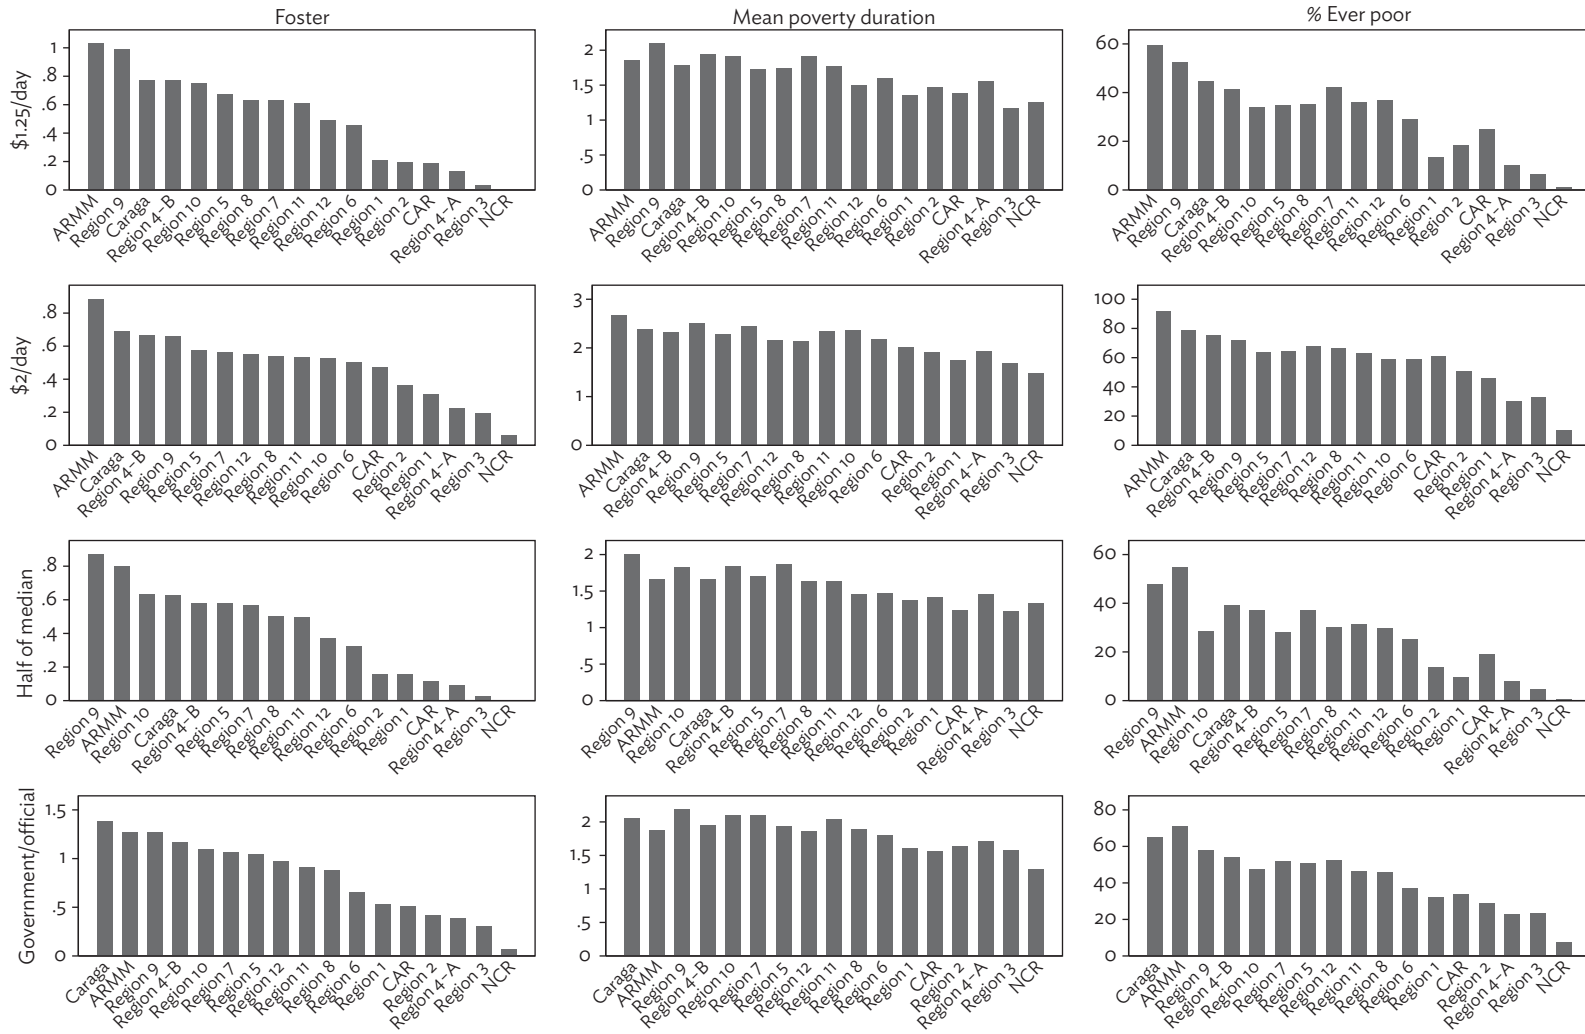 Foster
Mean poverty duration
% Ever poor
$1.25/day
1
.8
.6
.4
.2
0
ARMM
Region 9
Caraga
Region 4–B
Region 10
Region 5
Region 8
Region 7
Region 11
Region 12
Region 6
Region 1
Region 2
CAR
Region 4–A
Region 3
NCR
2
1.5
1
.5
0
ARMM
Region 9
Caraga
Region 4–B
Region 10
Region 5
Region 8
Region 7
Region 11
Region 12
Region 6
Region 1
Region 2
CAR
Region 4–A
Region 3
NCR
60
40
20
0
ARMM
Region 9
Caraga
Region 4–B
Region 10
Region 5
Region 8
Region 7
Region 11
Region 12
Region 6
Region 1
Region 2
CAR
Region 4–A
Region 3
NCR
$2/day
.8
.6
.4
.2
0
ARMM
Caraga
Region 4–B
Region 9
Region 5
Region 7
Region 12
Region 8
Region 11
Region 10
Region 6
CAR
Region 2
Region 1
Region 4–A
Region 3
NCR
3
2
1
0
ARMM
Caraga
Region 4–B
Region 9
Region 5
Region 7
Region 12
Region 8
Region 11
Region 10
Region 6
CAR
Region 2
Region 1
Region 4–A
Region 3
NCR
100
80
60
40
20
0
ARMM
Caraga
Region 4–B
Region 9
Region 5
Region 7
Region 12
Region 8
Region 11
Region 10
Region 6
CAR
Region 2
Region 1
Region 4–A
Region 3
NCR
Half of median
.8
.6
.4
.2
0
Region 9
ARMM
Region 10
Caraga
Region 4–B
Region 5
Region 7
Region 8
Region 11
Region 12
Region 6
Region 2
Region 1
CAR
Region 4–A
Region 3
NCR
2
1.5
1
.5
0
Region 9
ARMM
Region 10
Caraga
Region 4–B
Region 5
Region 7
Region 8
Region 11
Region 12
Region 6
Region 2
Region 1
CAR
Region 4–A
Region 3
NCR
60
40
20
0
Region 9
ARMM
Region 10
Caraga
Region 4–B
Region 5
Region 7
Region 8
Region 11
Region 12
Region 6
Region 2
Region 1
CAR
Region 4–A
Region 3
NCR
Government/official
1.5
1
.5
0
Caraga
ARMM
Region 9
Region 4–B
Region 10
Region 7
Region 5
Region 12
Region 11
Region 8
Region 6
Region 1
CAR
Region 2
Region 4–A
Region 3
NCR
2
1.5
1
.5
0
Caraga
ARMM
Region 9
Region 4–B
Region 10
Region 7
Region 5
Region 12
Region 11
Region 8
Region 6
Region 1
CAR
Region 2
Region 4–A
Region 3
NCR
80
60
40
20
0
Caraga
ARMM
Region 9
Region 4–B
Region 10
Region 7
Region 5
Region 12
Region 11
Region 8
Region 6
Region 1
CAR
Region 2
Region 4–A
Region 3
NCR